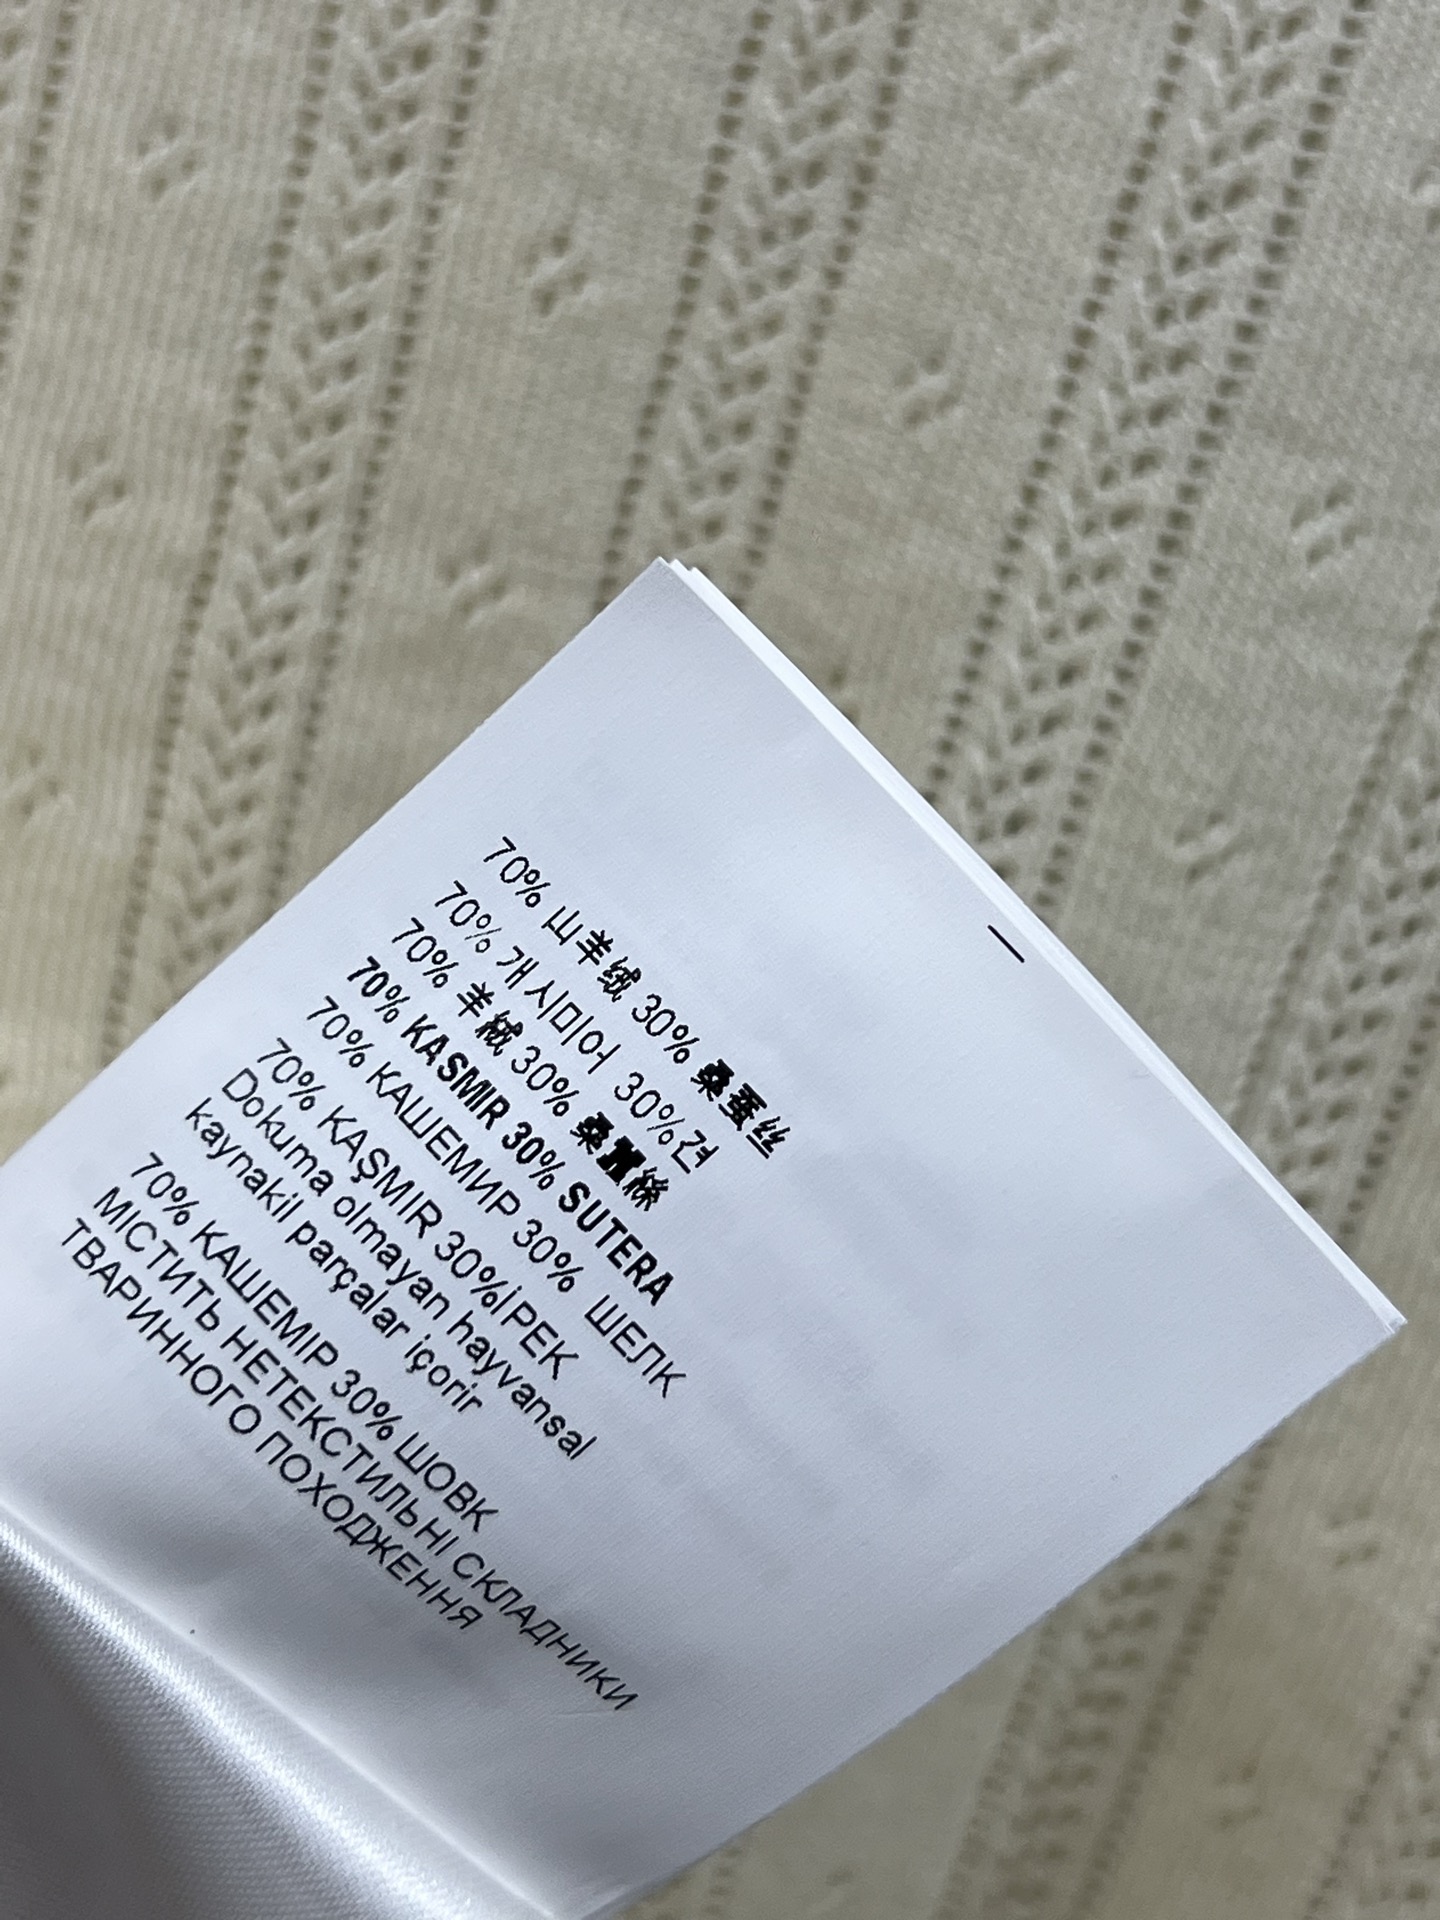 70% 山羊绒 30% 桑蚕丝
70% 개시미어 30%견
70% 羊絨 30% 桑蠶絲
70% KASMIR 30% SUTERA
70% КАШЕМИР 30% ШЕЛК
70% KAŞMIR 30%İPEK
Dokuma olmayan hayvansal
kaynakil parçalar içorir
70% КАШЕМІР 30% ШОВК
МІСТИТЬ НЕТЕКСТИЛЬНІ СКЛАДНИКИ
ТВАРИННОГО ПОХОДЖЕННЯ